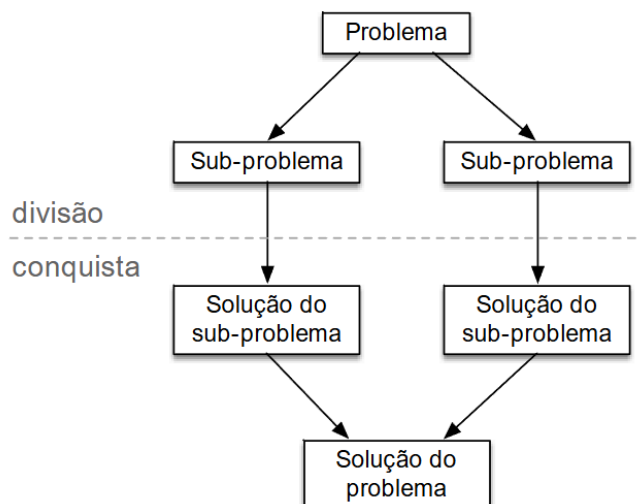 Problema
Sub-problema
Sub-problema
divisão
conquista
Solução do
sub-problema
Solução do
sub-problema
Solução do
problema